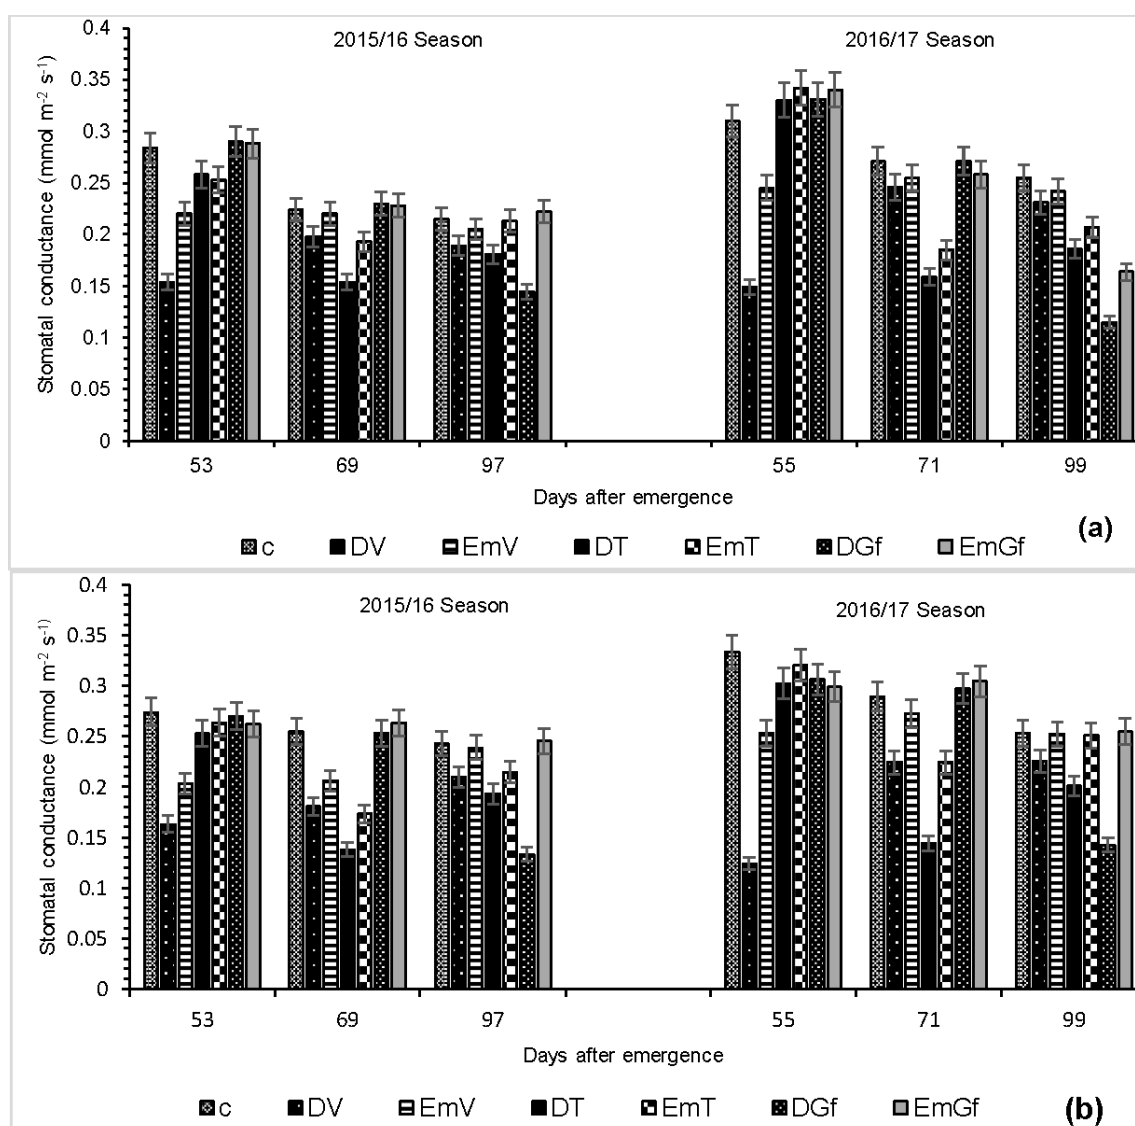 2015/16 Season
2016/17 Season
Stomatal conductance (mmol m-2 s-1)
0.4
0.35
0.3
0.25
0.2
0.15
0.1
0.05
0
53 69 97 55 71 99
Days after emergence
(a)
c DV EmV DT EmT DGf EmGf
2015/16 Season
2016/17 Season
Stomatal conductance (mmol m-2 s-1)
0.4
0.35
0.3
0.25
0.2
0.15
0.1
0.05
0
53 69 97 55 71 99
Days after emergence
c DV EmV DT EmT DGf EmGf
(b)